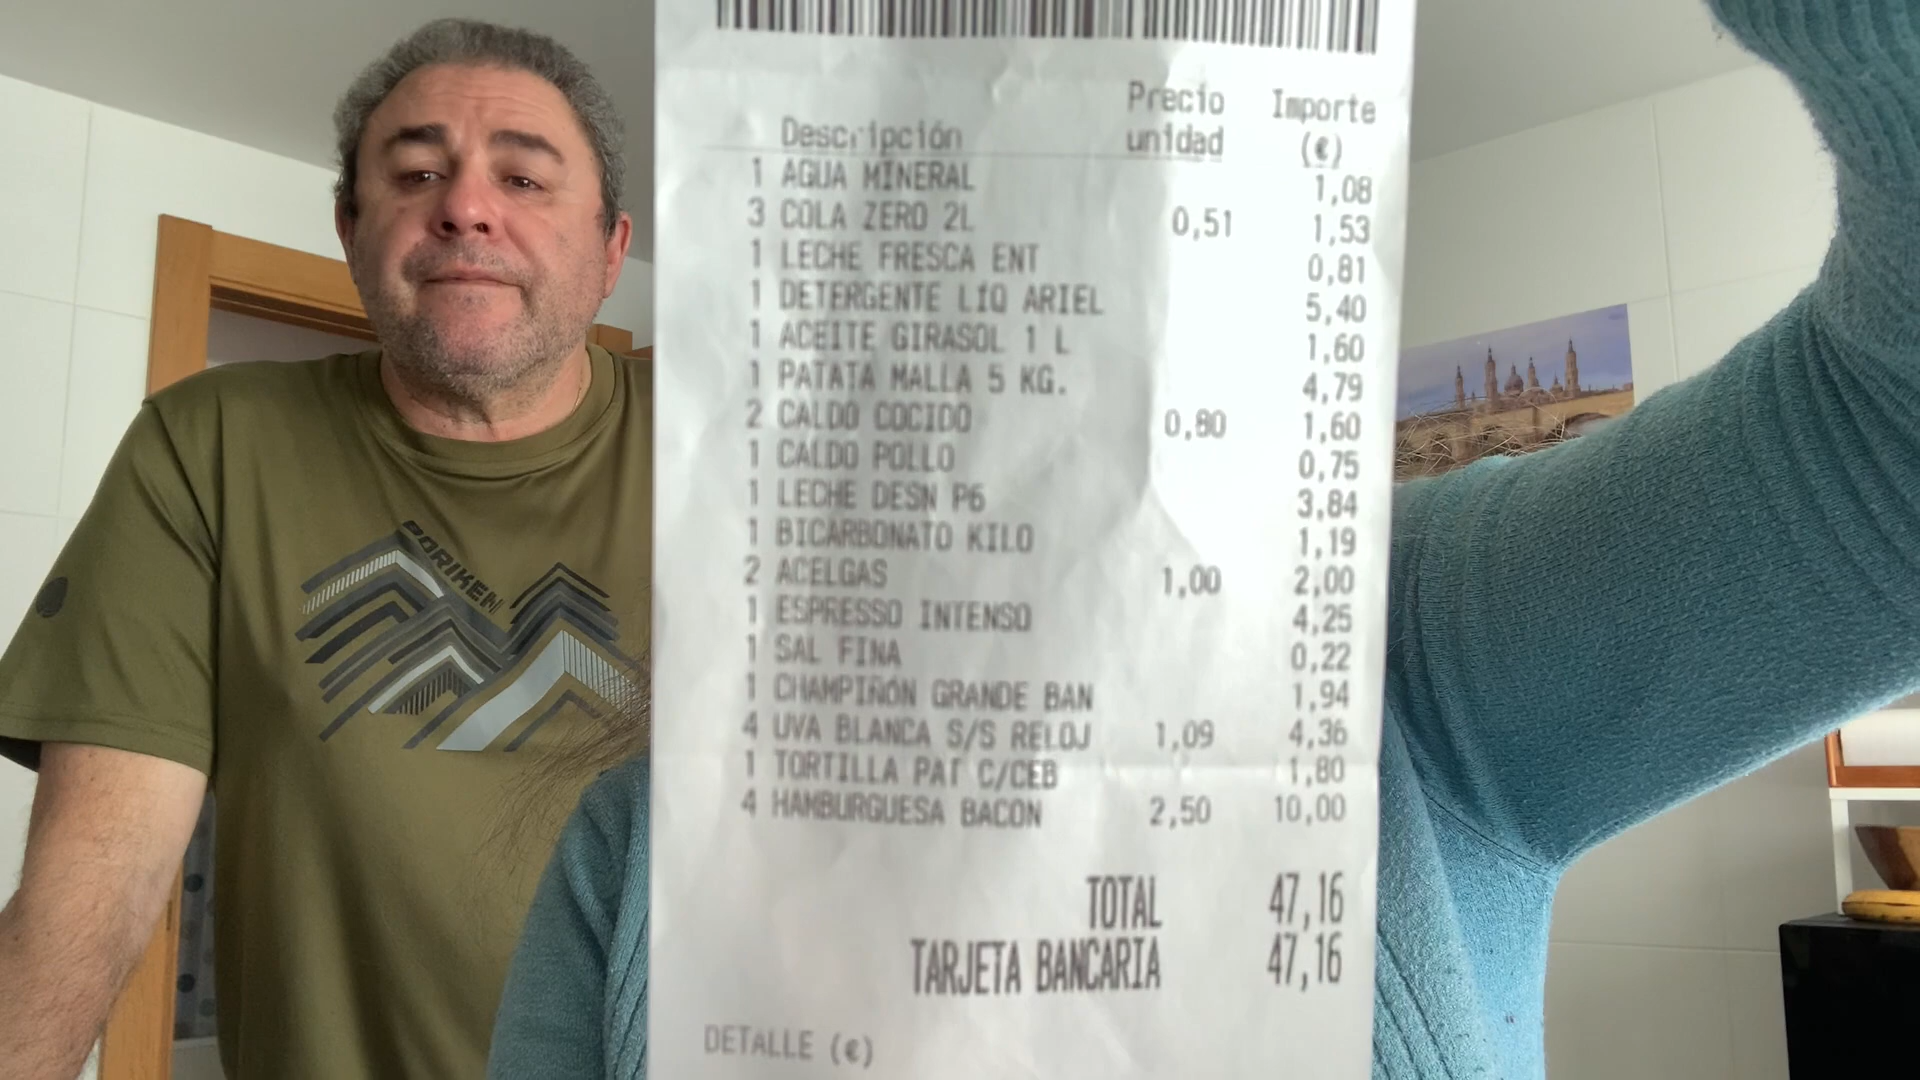 Precio Importe
Descripción unidad (€)
1 AGUA MINERAL 1,08
3 COLA ZERO 2L 0,51 1,53
1 LECHE FRESCA ENT 0,81
1 DETERGENTE LIQ ARIEL 5,40
1 ACEITE GIRASOL 1 L 1,60
1 PATATA MALLA 5 KG. 4,79
2 CALDO COCIDO 0,80 1,60
1 CALDO POLLO 0,75
1 LECHE DESN P6 3,84
1 BICARBONATO KILO 1,19
2 ACELGAS 1,00 2,00
1 ESPRESSO INTENSO 4,25
1 SAL FINA 0,22
1 CHAMPIÑÓN GRANDE BAN 1,94
4 UVA BLANCA S/S RELOJ 1,09 4,36
1 TORTILLA PAT C/CEB 1,80
4 HAMBURGUESA BACON 2,50 10,00
TOTAL 47,16
TARJETA BANCARIA 47,16
DETALLE (€)
BORIKEN